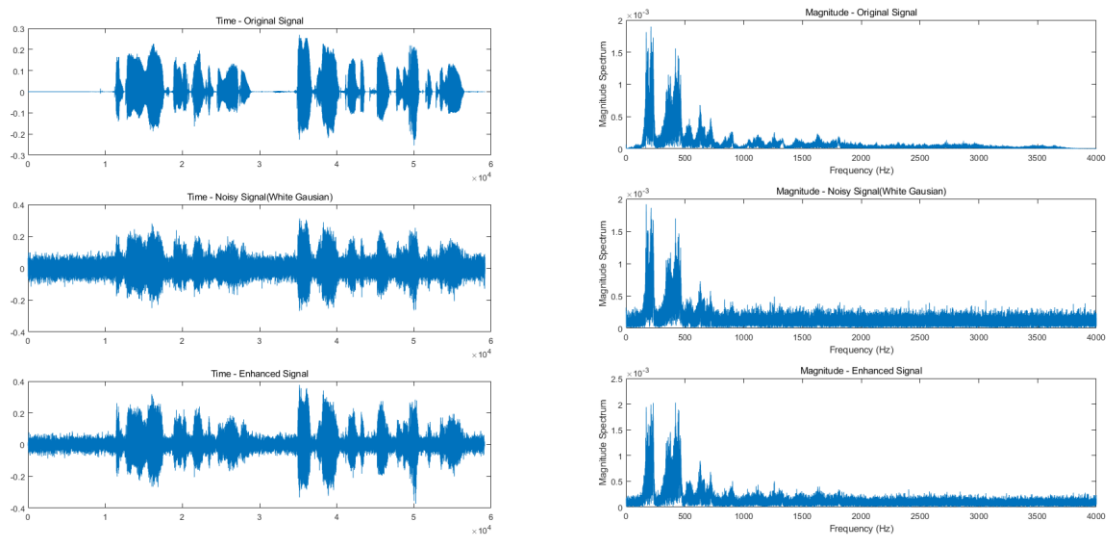 Time - Original Signal
0.3
0.2
0.1
0
-0.1
-0.2
-0.3
0 1 2 3 4 5 6
×10^4
Time - Noisy Signal(White Gausian)
0.4
0.2
0
-0.2
-0.4
0 1 2 3 4 5 6
×10^4
Time - Enhanced Signal
0.4
0.2
0
-0.2
-0.4
0 1 2 3 4 5 6
×10^4
Magnitude - Original Signal
×10^-3
2
1.5
1
0.5
0
Magnitude Spectrum
0 500 1000 1500 2000 2500 3000 3500 4000
Frequency (Hz)
Magnitude - Noisy Signal(White Gausian)
×10^-3
2
1.5
1
0.5
0
Magnitude Spectrum
0 500 1000 1500 2000 2500 3000 3500 4000
Frequency (Hz)
Magnitude - Enhanced Signal
×10^-3
2.5
2
1.5
1
0.5
0
Magnitude Spectrum
0 500 1000 1500 2000 2500 3000 3500 4000
Frequency (Hz)